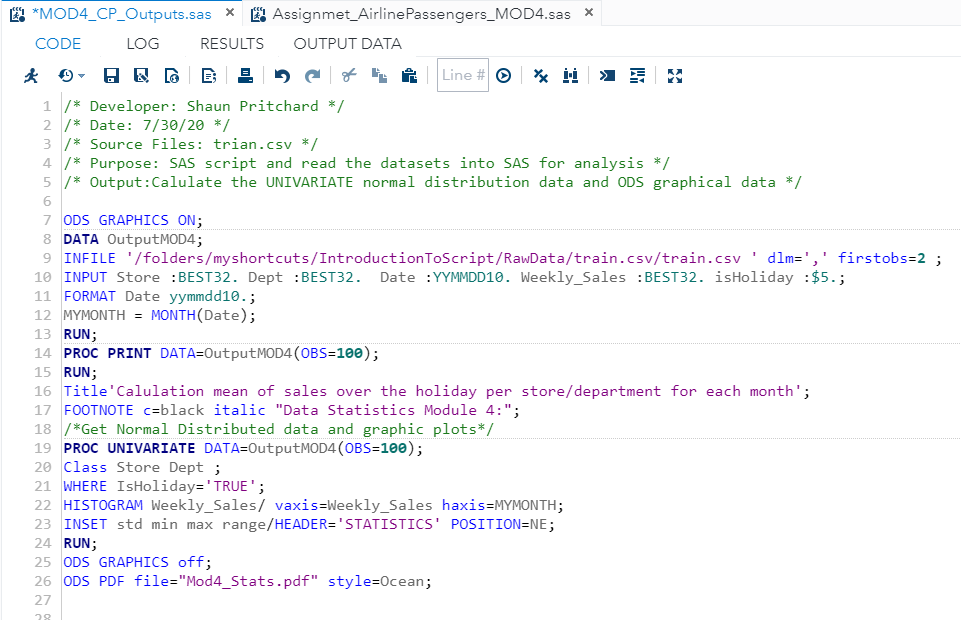 *MOD4_CP_Outputs.sas × Assignmet_AirlinePassengers_MOD4.sas ×
CODE LOG RESULTS OUTPUT DATA
Line #
1 /* Developer: Shaun Pritchard */
2 /* Date: 7/30/20 */
3 /* Source Files: trian.csv */
4 /* Purpose: SAS script and read the datasets into SAS for analysis */
5 /* Output:Calulate the UNIVARIATE normal distribution data and ODS graphical data */
6
7 ODS GRAPHICS ON;
8 DATA OutputMOD4;
9 INFILE '/folders/myshortcuts/IntroductionToScript/RawData/train.csv/train.csv ' dlm=',' firstobs=2 ;
10 INPUT Store :BEST32. Dept :BEST32.  Date :YYMMDD10. Weekly_Sales :BEST32. isHoliday :$5.;
11 FORMAT Date yymmdd10.;
12 MYMONTH = MONTH(Date);
13 RUN;
14 PROC PRINT DATA=OutputMOD4(OBS=100);
15 RUN;
16 Title'Calulation mean of sales over the holiday per store/department for each month';
17 FOOTNOTE c=black italic "Data Statistics Module 4:";
18 /*Get Normal Distributed data and graphic plots*/
19 PROC UNIVARIATE DATA=OutputMOD4(OBS=100);
20 Class Store Dept ;
21 WHERE IsHoliday='TRUE';
22 HISTOGRAM Weekly_Sales/ vaxis=Weekly_Sales haxis=MYMONTH;
23 INSET std min max range/HEADER='STATISTICS' POSITION=NE;
24 RUN;
25 ODS GRAPHICS off;
26 ODS PDF file="Mod4_Stats.pdf" style=Ocean;
27
28